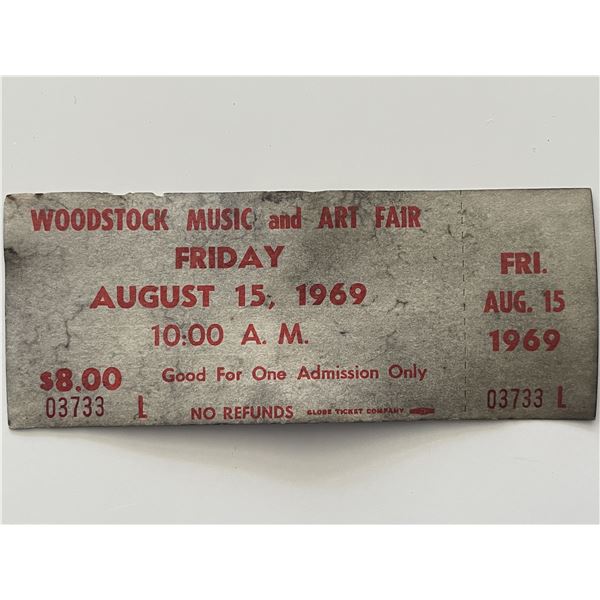 WOODSTOCK MUSIC and ART FAIR
FRIDAY
AUGUST 15, 1969
10:00 A. M.
$8.00 Good For One Admission Only
03733 L NO REFUNDS GLOBE TICKET COMPANY
FRI.
AUG. 15
1969
03733 L